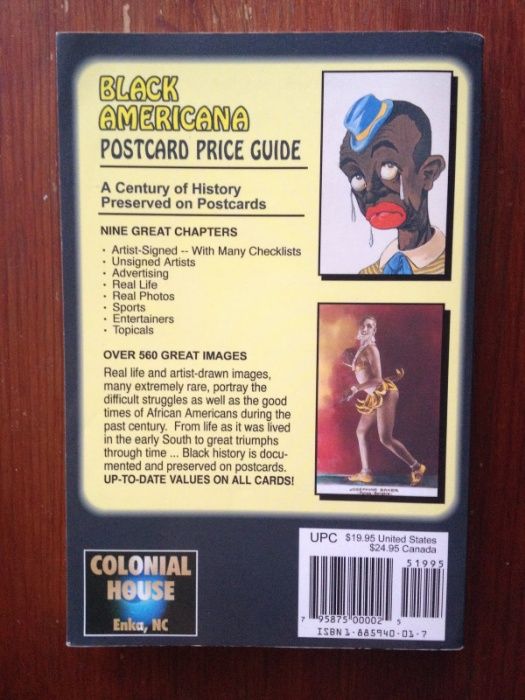 BLACK
AMERICANA
POSTCARD PRICE GUIDE
A Century of History
Preserved on Postcards
NINE GREAT CHAPTERS
· Artist-Signed -- With Many Checklists
· Unsigned Artists
· Advertising
· Real Life
· Real Photos
· Sports
· Entertainers
· Topicals
OVER 560 GREAT IMAGES
Real life and artist-drawn images,
many extremely rare, portray the
difficult struggles as well as the good
times of African Americans during the
past century. From life as it was lived
in the early South to great triumphs
through time ... Black history is docu-
mented and preserved on postcards.
UP-TO-DATE VALUES ON ALL CARDS!
JOSEPHINE BAKER
COLONIAL
HOUSE
Enka, NC
UPC $19.95 United States
$24.95 Canada
51995
7 95875 00002 5
ISBN 1-885940-01-7